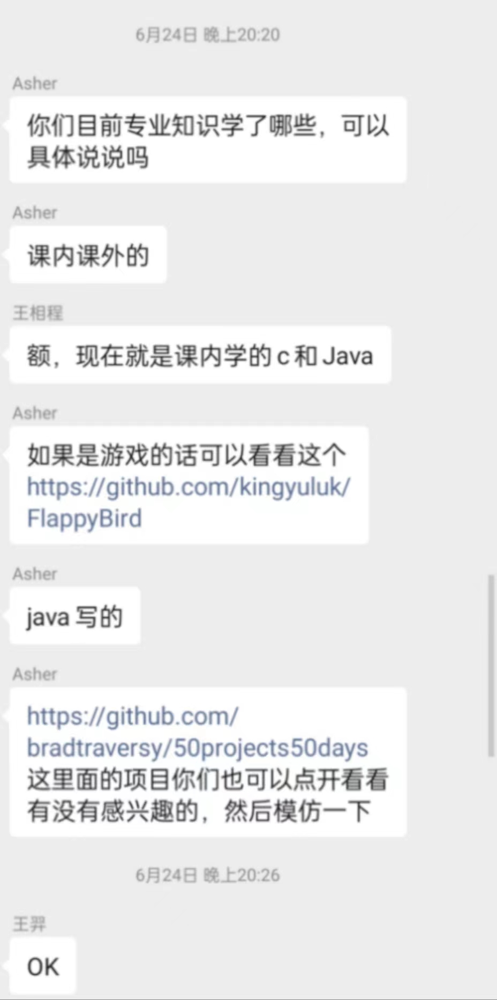 6月24日 晚上20:20
Asher
你们目前专业知识学了哪些，可以
具体说说吗
Asher
课内课外的
王相程
额，现在就是课内学的 c 和 Java
Asher
如果是游戏的话可以看看这个
https://github.com/kingyuluk/
FlappyBird
Asher
java 写的
Asher
https://github.com/
bradtraversy/50projects50days
这里面的项目你们也可以点开看看
有没有感兴趣的，然后模仿一下
6月24日 晚上20:26
王羿
OK